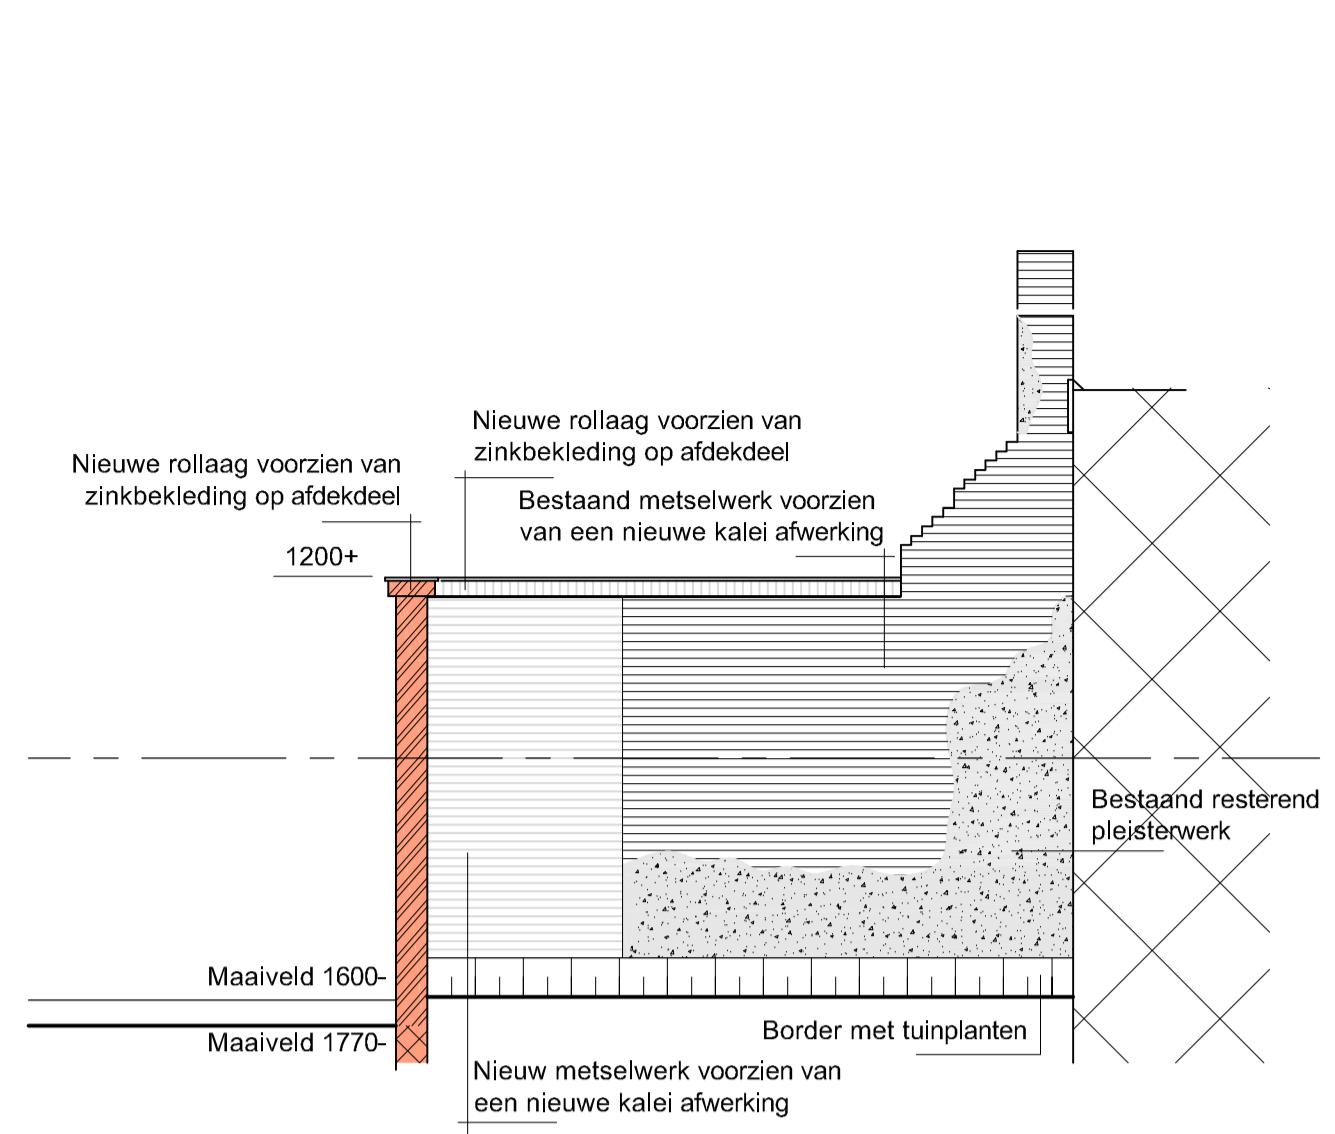 Nieuwe rollaag voorzien van
zinkbekleding op afdekdeel
Nieuwe rollaag voorzien van
zinkbekleding op afdekdeel
Bestaand metselwerk voorzien
van een nieuwe kalei afwerking
1200+
Bestaand resterend
pleisterwerk
Maaiveld 1600-
Maaiveld 1770-
Border met tuinplanten
Nieuw metselwerk voorzien van
een nieuwe kalei afwerking